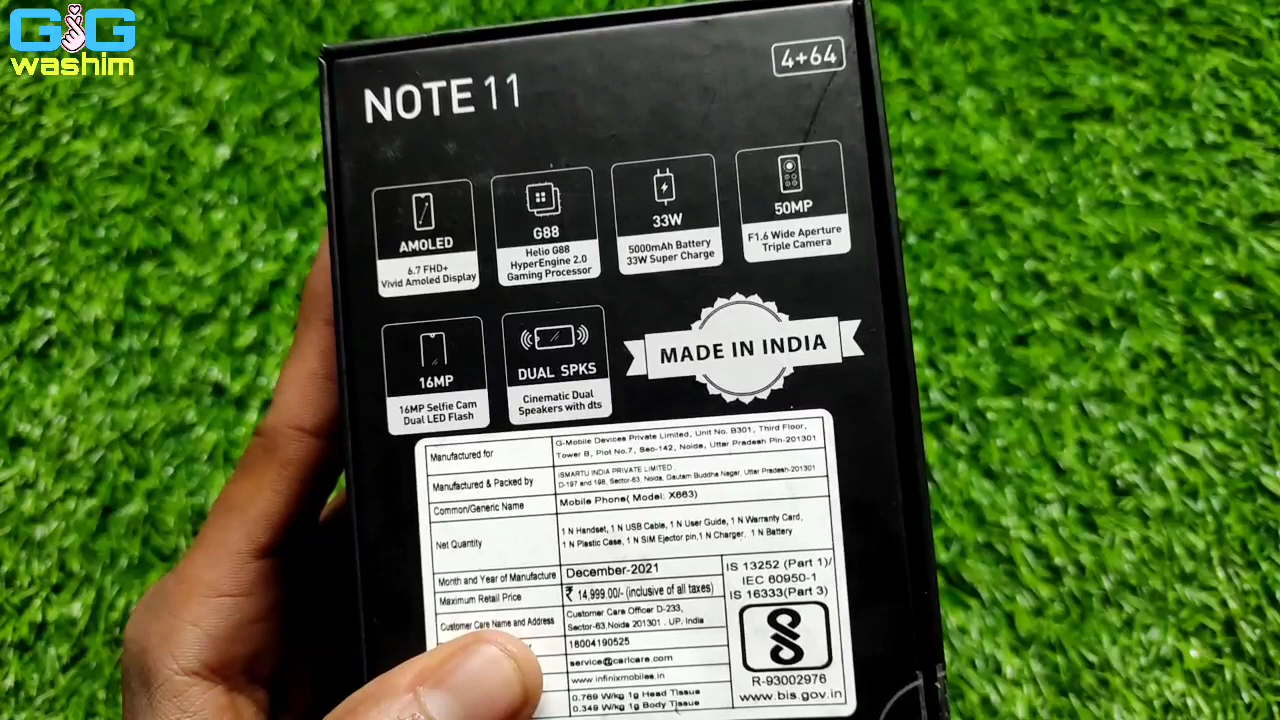 GIG
washim
4+64
NOTE 11
AMOLED
6.7 FHD+
Vivid Amoled Display
G88
Helio G88
HyperEngine 2.0
Gaming Processor
33W
5000mAh Battery
33W Super Charge
50MP
F1.6 Wide Aperture
Triple Camera
16MP
16MP Selfie Cam
Dual LED Flash
DUAL SPKS
Cinematic Dual
Speakers with dts
MADE IN INDIA
Manufactured for
G-Mobile Devices Private Limited, Unit No. B301, Third Floor,
Tower B, Plot No.7, Sec-142, Noida, Uttar Pradesh Pin-201301
Manufactured & Packed by
ISMARTU INDIA PRIVATE LIMITED.
D-197 and 198, Sector-63, Noida, Gautam Buddha Nagar, Uttar Pradesh-201301
Common/Generic Name
Mobile Phone( Model: X663)
Net Quantity
1 N Handset, 1 N USB Cable, 1 N User Guide, 1 N Warranty Card,
1 N Plastic Case, 1 N SIM Ejector pin,1 N Charger, 1 N Battery
Month and Year of Manufacture
December-2021
Maximum Retail Price
₹ 14,999.00/- (inclusive of all taxes)
Customer Care Name and Address
Customer Care Officer D-233,
Sector-63,Noida 201301 . UP. India
18004190525
service@carlcare.com
www.infinixmobiles.in
0.769 W/kg 1g Head Tissue
0.349 W/kg 1g Body Tissue
IS 13252 (Part 1)/
IEC 60950-1
IS 16333(Part 3)
R-93002976
www.bis.gov.in